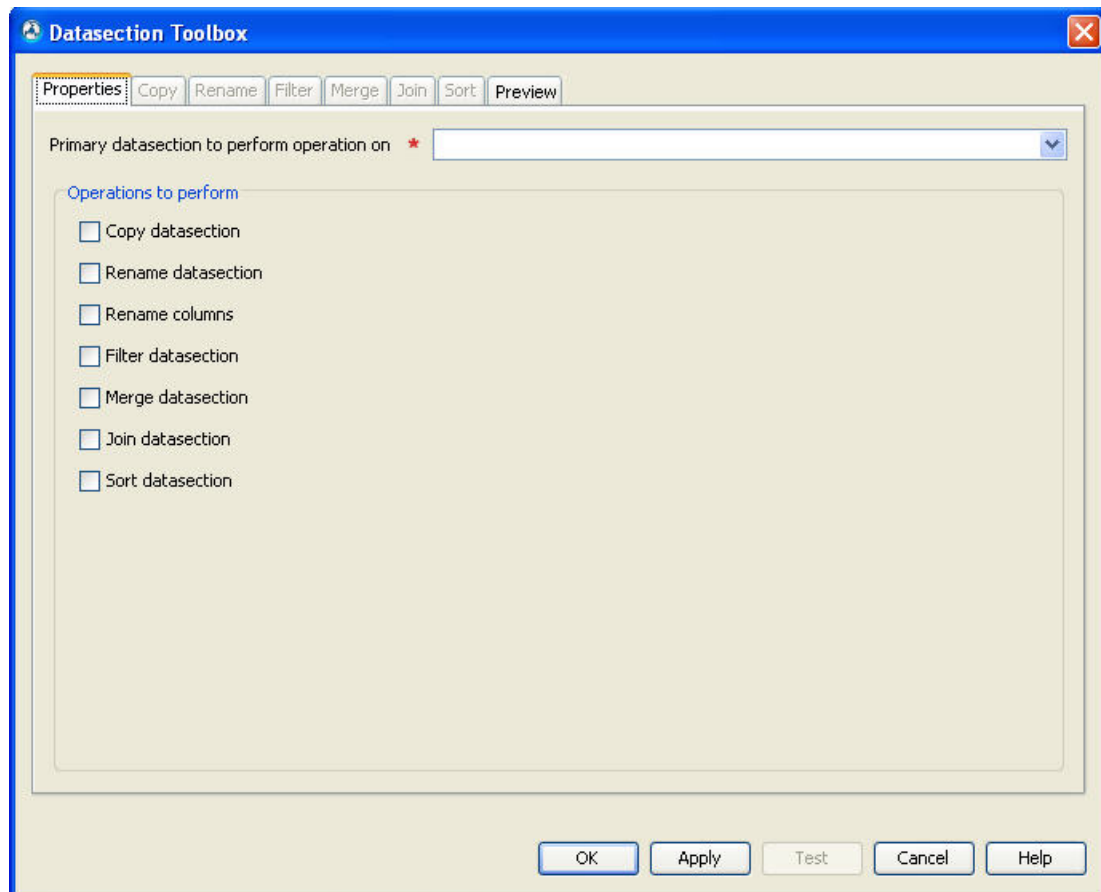 Datasection Toolbox
Properties Copy Rename Filter Merge Join Sort Preview
Primary datasection to perform operation on *
Operations to perform
Copy datasection
Rename datasection
Rename columns
Filter datasection
Merge datasection
Join datasection
Sort datasection
OK Apply Test Cancel Help